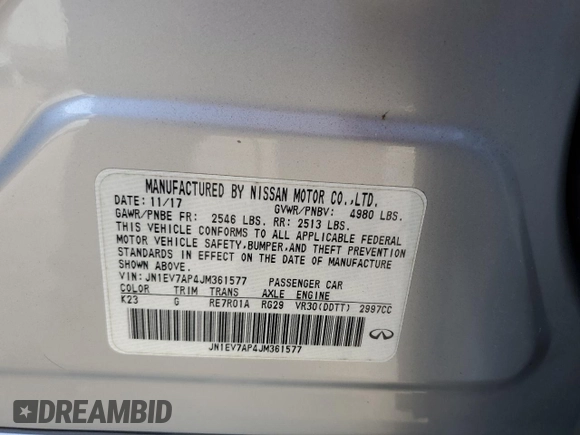 MANUFACTURED BY NISSAN MOTOR CO.,LTD.
DATE: 11/17 GVWR/PNBV: 4980 LBS.
GAWR/PNBE FR: 2546 LBS. RR: 2513 LBS.
THIS VEHICLE CONFORMS TO ALL APPLICABLE FEDERAL
MOTOR VEHICLE SAFETY,BUMPER,AND THEFT PREVENTION
STANDARDS IN EFFECT ON THE DATE OF MANUFACTURE
SHOWN ABOVE.
VIN: JN1EV7AP4JM361577 PASSENGER CAR
COLOR TRIM TRANS AXLE ENGINE
K23 G RE7R01A RG29 VR30(DDTT) 2997CC
JN1EV7AP4JM361577
DREAMBID